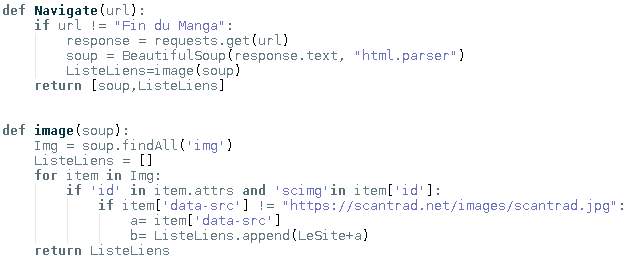 def Navigate(url):
    if url != "Fin du Manga":
        response = requests.get(url)
        soup = BeautifulSoup(response.text, "html.parser")
        ListeLiens=image(soup)
    return [soup,ListeLiens]
def image(soup):
    Img = soup.findAll('img')
    ListeLiens = []
    for item in Img:
        if 'id' in item.attrs and 'scimg'in item['id']:
            if item['data-src'] != "https://scantrad.net/images/scantrad.jpg":
                a= item['data-src']
                b= ListeLiens.append(LeSite+a)
    return ListeLiens